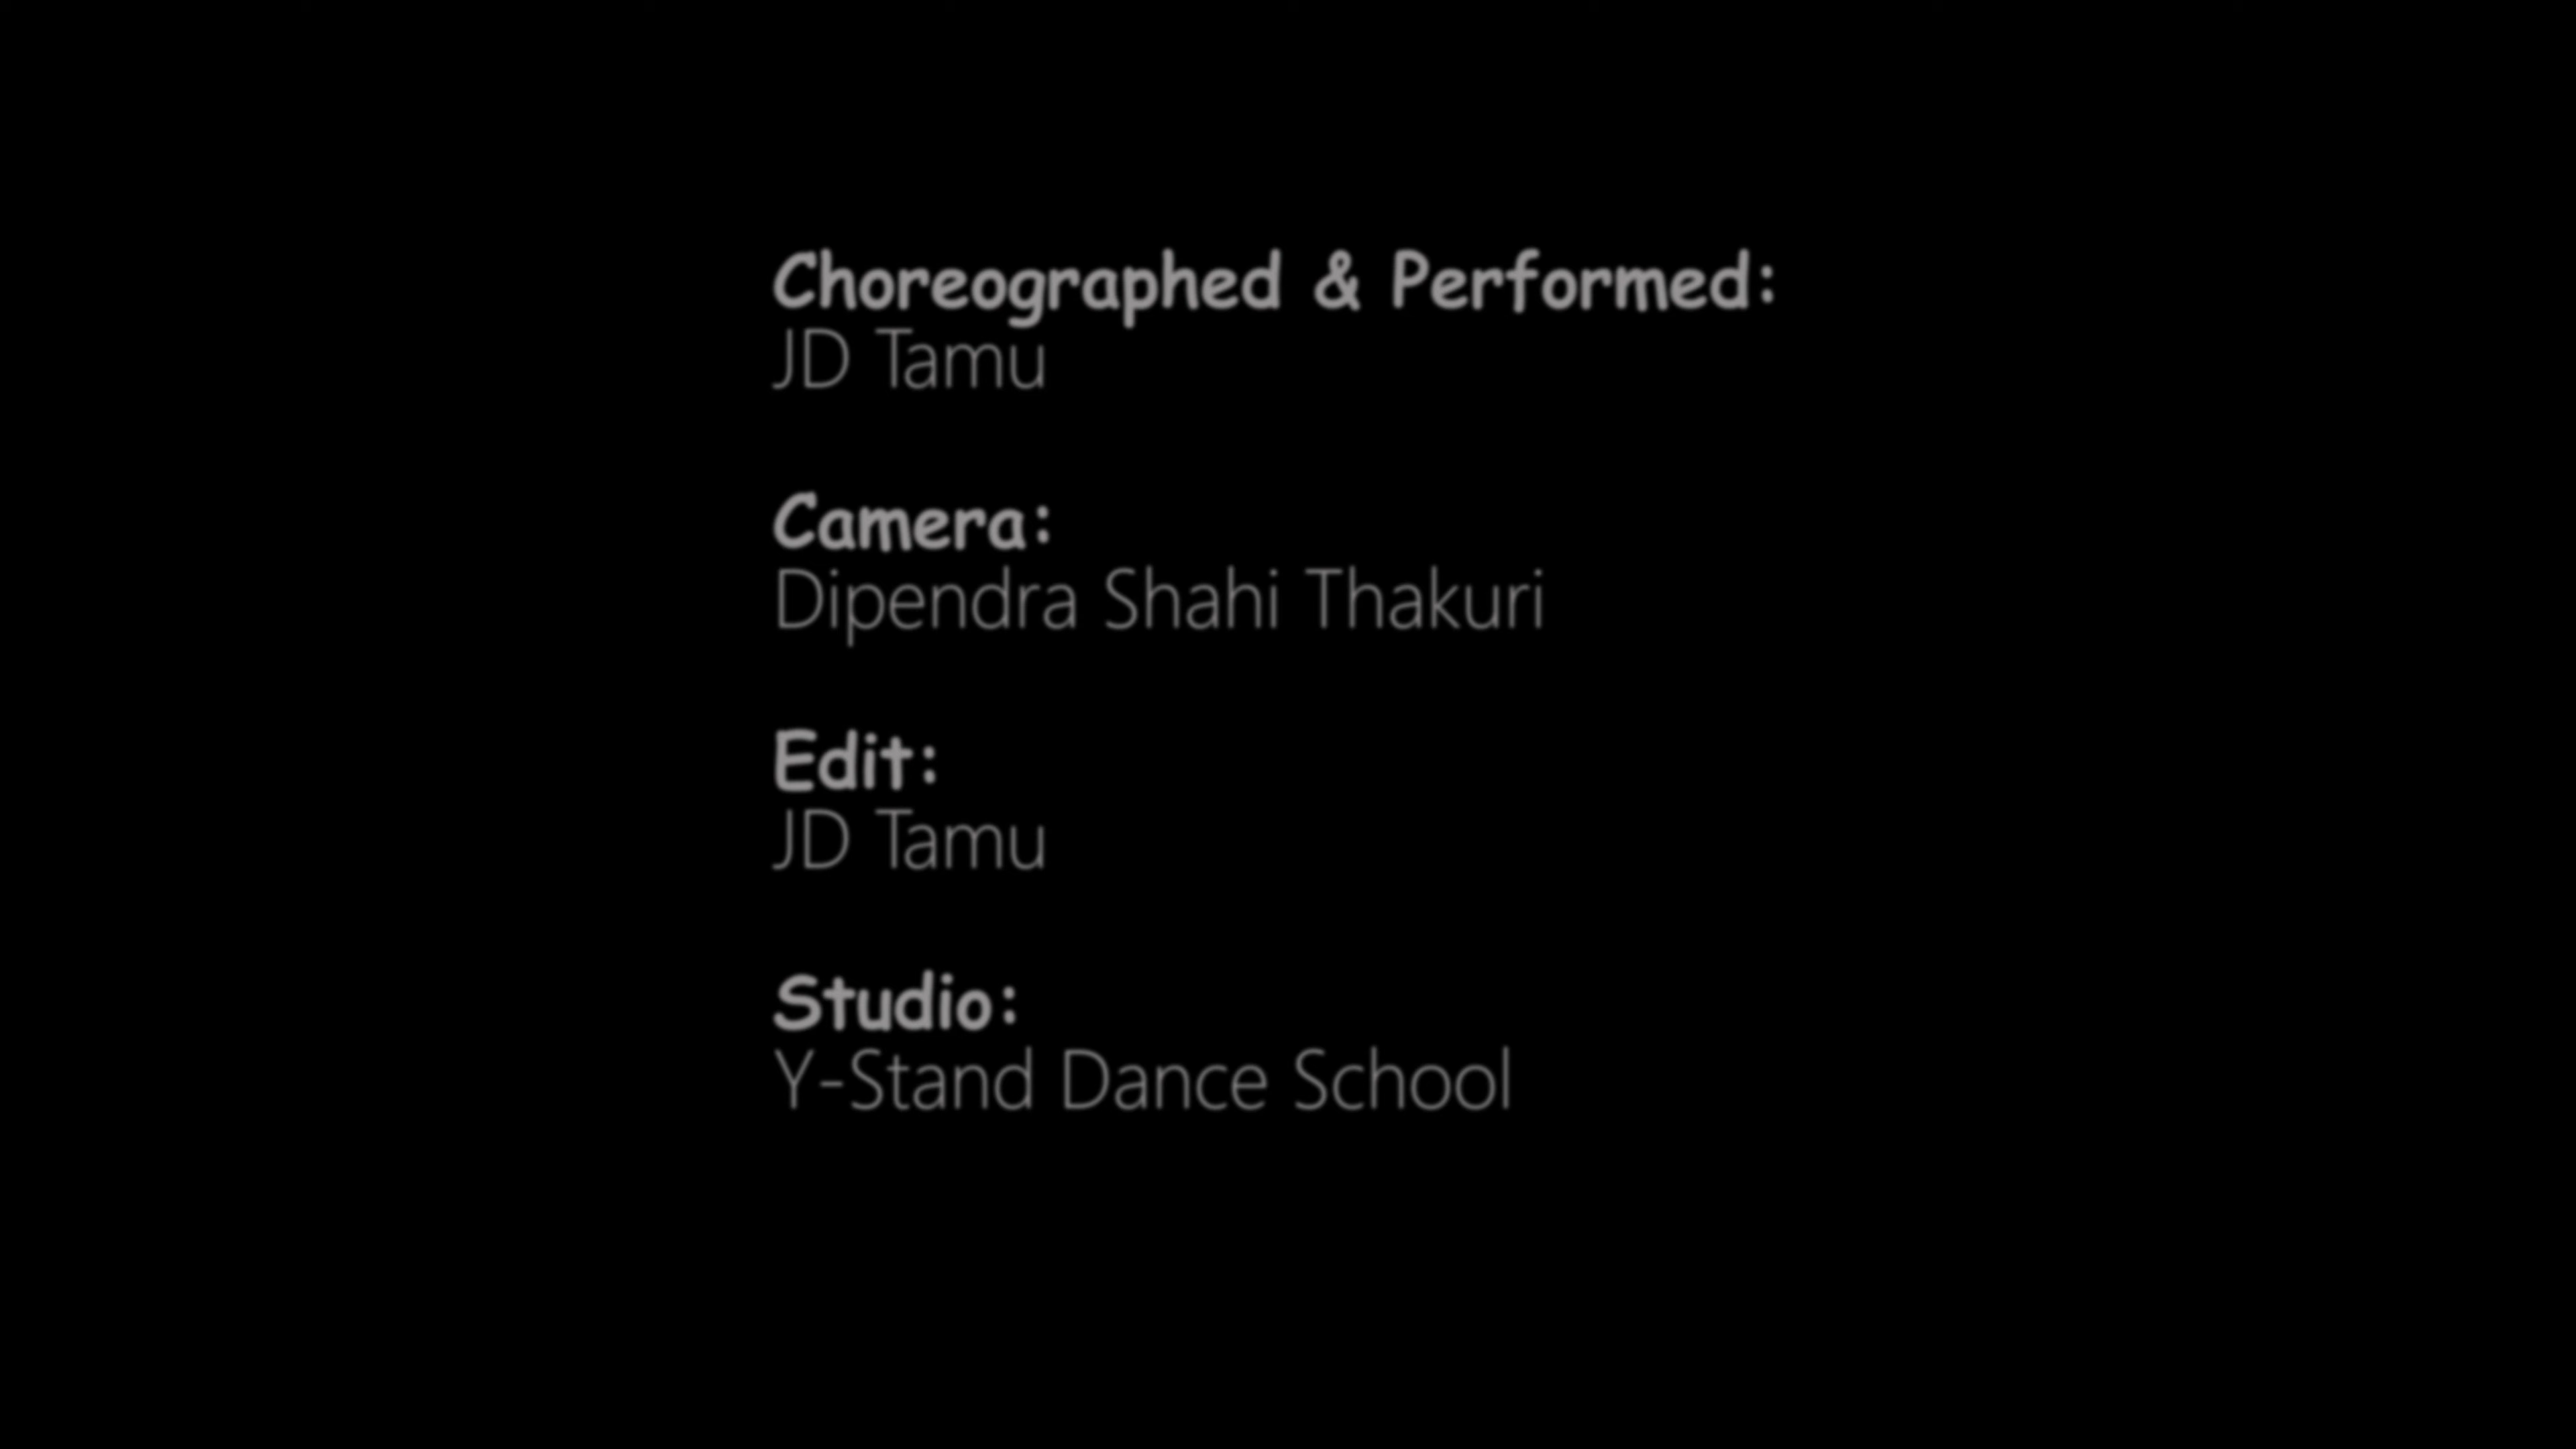 Choreographed & Performed:
JD Tamu
Camera:
Dipendra Shahi Thakuri
Edit:
JD Tamu
Studio:
Y-Stand Dance School